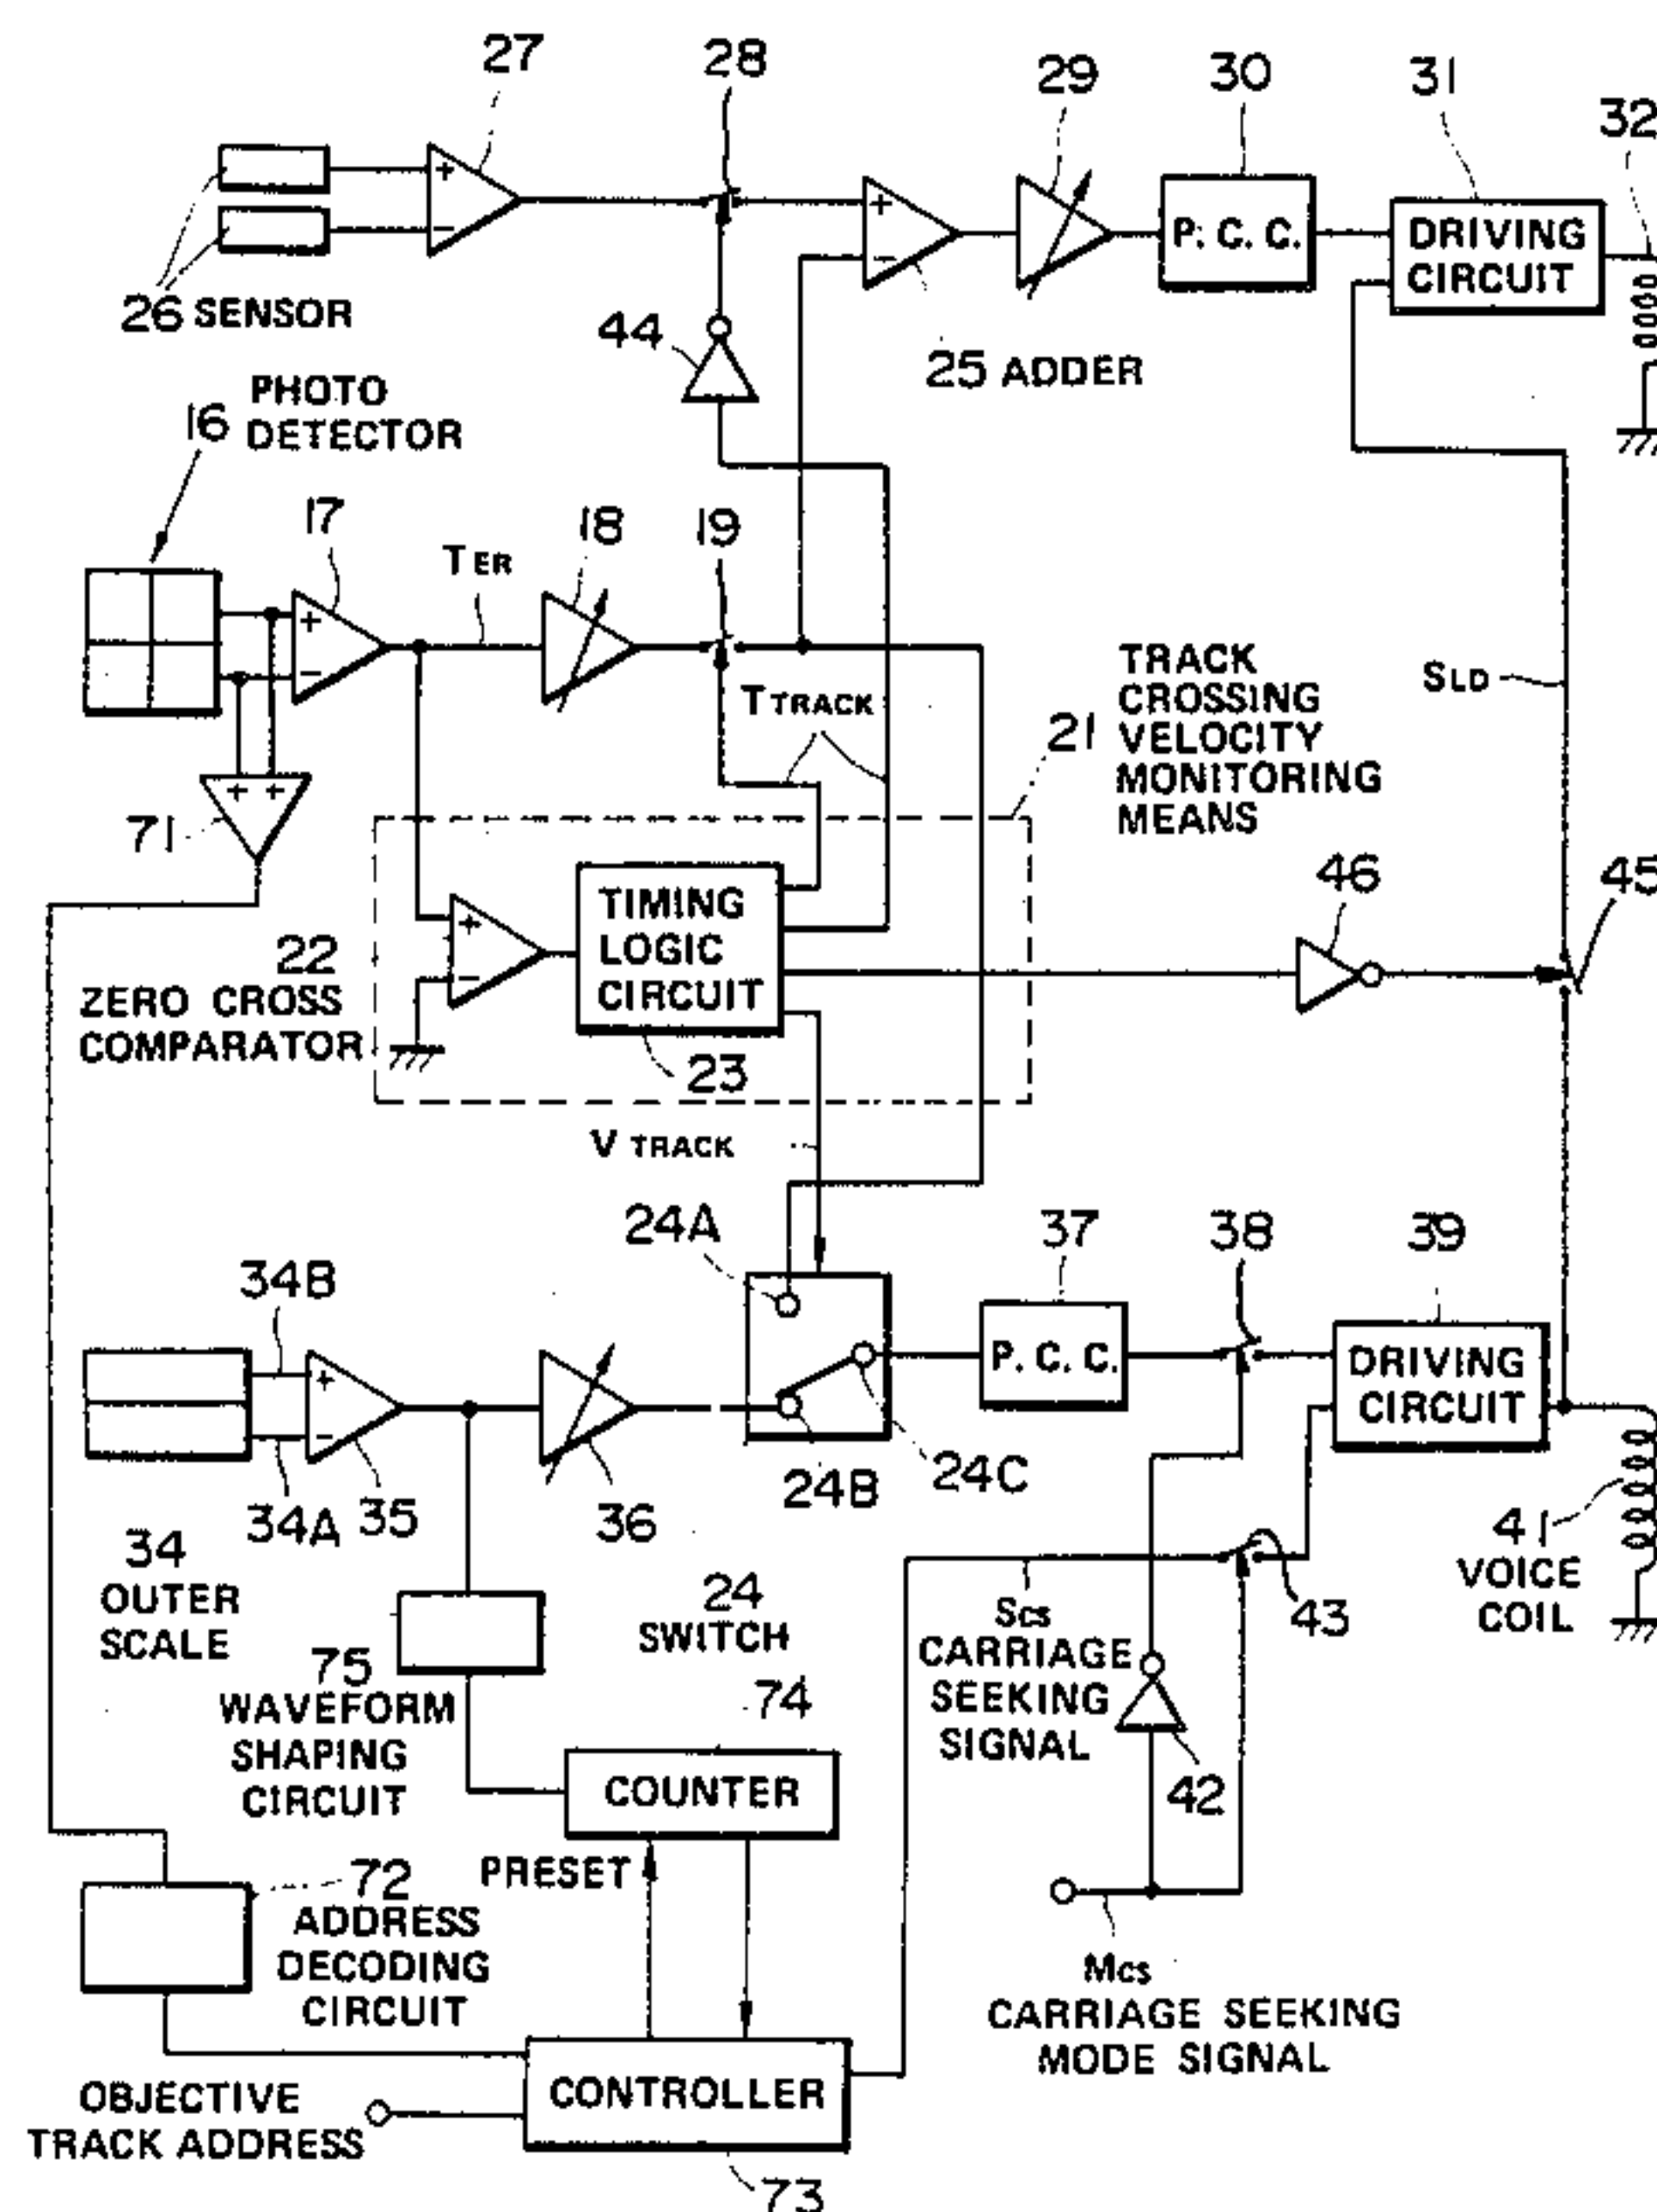 27
28
29
30
31
32
+
−
+
−
P. C. C.
DRIVING
CIRCUIT
26 SENSOR
44
25 ADDER
PHOTO
16 DETECTOR
17
TER
18
19
+
−
TTRACK
TRACK
CROSSING
21 VELOCITY
MONITORING
MEANS
SLD
+ +
71
46
45
22
ZERO CROSS
COMPARATOR
+
−
TIMING
LOGIC
CIRCUIT
23
V TRACK
24A
37
38
39
34B
+
−
P. C. C.
DRIVING
CIRCUIT
34A
35
36
24B
24C
34
OUTER
SCALE
24
SWITCH
Scs
CARRIAGE
SEEKING
SIGNAL
43
41
VOICE
COIL
75
WAVEFORM
SHAPING
CIRCUIT
74
COUNTER
42
PRESET
72
ADDRESS
DECODING
CIRCUIT
Mcs
CARRIAGE SEEKING
MODE SIGNAL
OBJECTIVE
TRACK ADDRESS
CONTROLLER
73